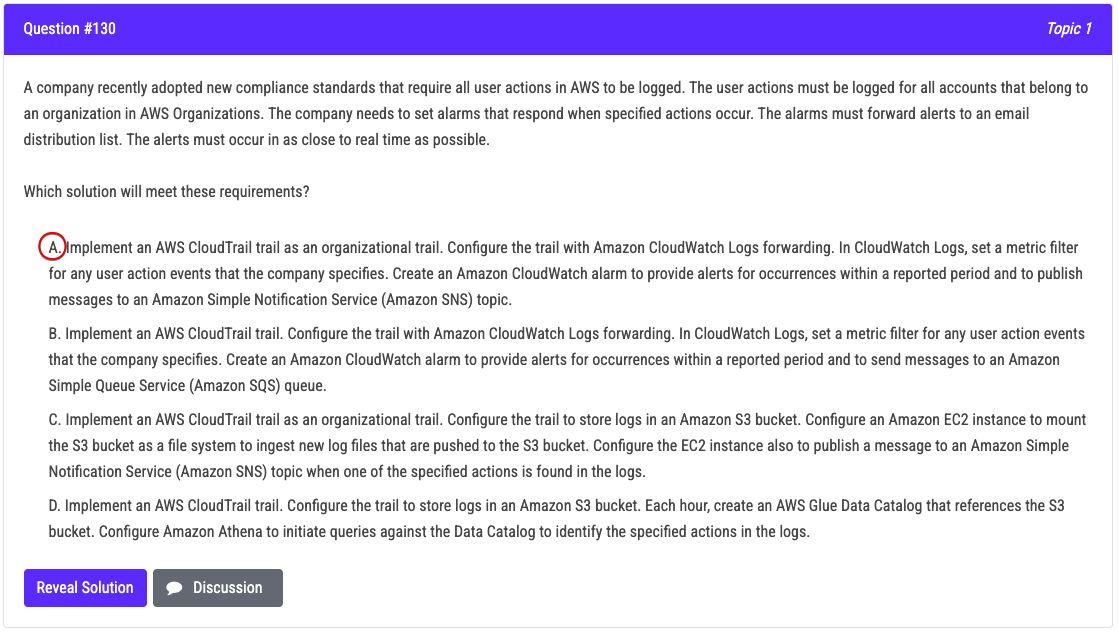 Question #130
Topic 1
A company recently adopted new compliance standards that require all user actions in AWS to be logged. The user actions must be logged for all accounts that belong to
an organization in AWS Organizations. The company needs to set alarms that respond when specified actions occur. The alarms must forward alerts to an email
distribution list. The alerts must occur in as close to real time as possible.
Which solution will meet these requirements?
A. Implement an AWS CloudTrail trail as an organizational trail. Configure the trail with Amazon CloudWatch Logs forwarding. In CloudWatch Logs, set a metric filter
for any user action events that the company specifies. Create an Amazon CloudWatch alarm to provide alerts for occurrences within a reported period and to publish
messages to an Amazon Simple Notification Service (Amazon SNS) topic.
B. Implement an AWS CloudTrail trail. Configure the trail with Amazon CloudWatch Logs forwarding. In CloudWatch Logs, set a metric filter for any user action events
that the company specifies. Create an Amazon CloudWatch alarm to provide alerts for occurrences within a reported period and to send messages to an Amazon
Simple Queue Service (Amazon SQS) queue.
C. Implement an AWS CloudTrail trail as an organizational trail. Configure the trail to store logs in an Amazon S3 bucket. Configure an Amazon EC2 instance to mount
the S3 bucket as a file system to ingest new log files that are pushed to the S3 bucket. Configure the EC2 instance also to publish a message to an Amazon Simple
Notification Service (Amazon SNS) topic when one of the specified actions is found in the logs.
D. Implement an AWS CloudTrail trail. Configure the trail to store logs in an Amazon S3 bucket. Each hour, create an AWS Glue Data Catalog that references the S3
bucket. Configure Amazon Athena to initiate queries against the Data Catalog to identify the specified actions in the logs.
Reveal Solution
Discussion